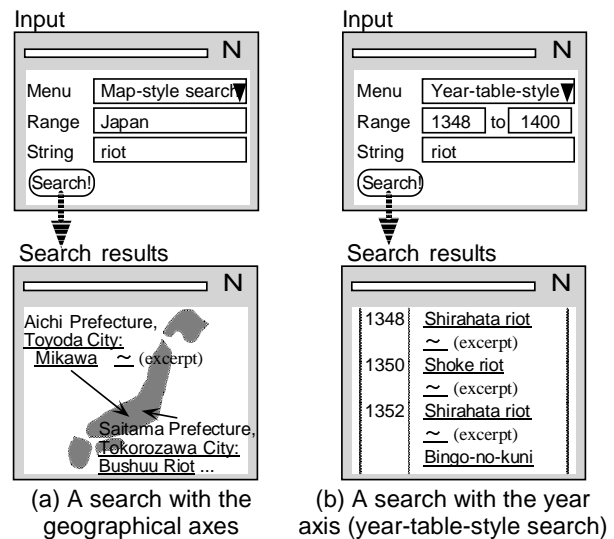 Input
N
Menu Map-style search
Range Japan
String riot
Search!
Search results
N
Aichi Prefecture,
Toyoda City:
Mikawa ~ (excerpt)
Saitama Prefecture,
Tokorozawa City:
Bushuu Riot ...
(a) A search with the
geographical axes
Input
N
Menu Year-table-style
Range 1348 to 1400
String riot
Search!
Search results
N
1348 Shirahata riot
~ (excerpt)
1350 Shoke riot
~ (excerpt)
1352 Shirahata riot
~ (excerpt)
Bingo-no-kuni
(b) A search with the year
axis (year-table-style search)